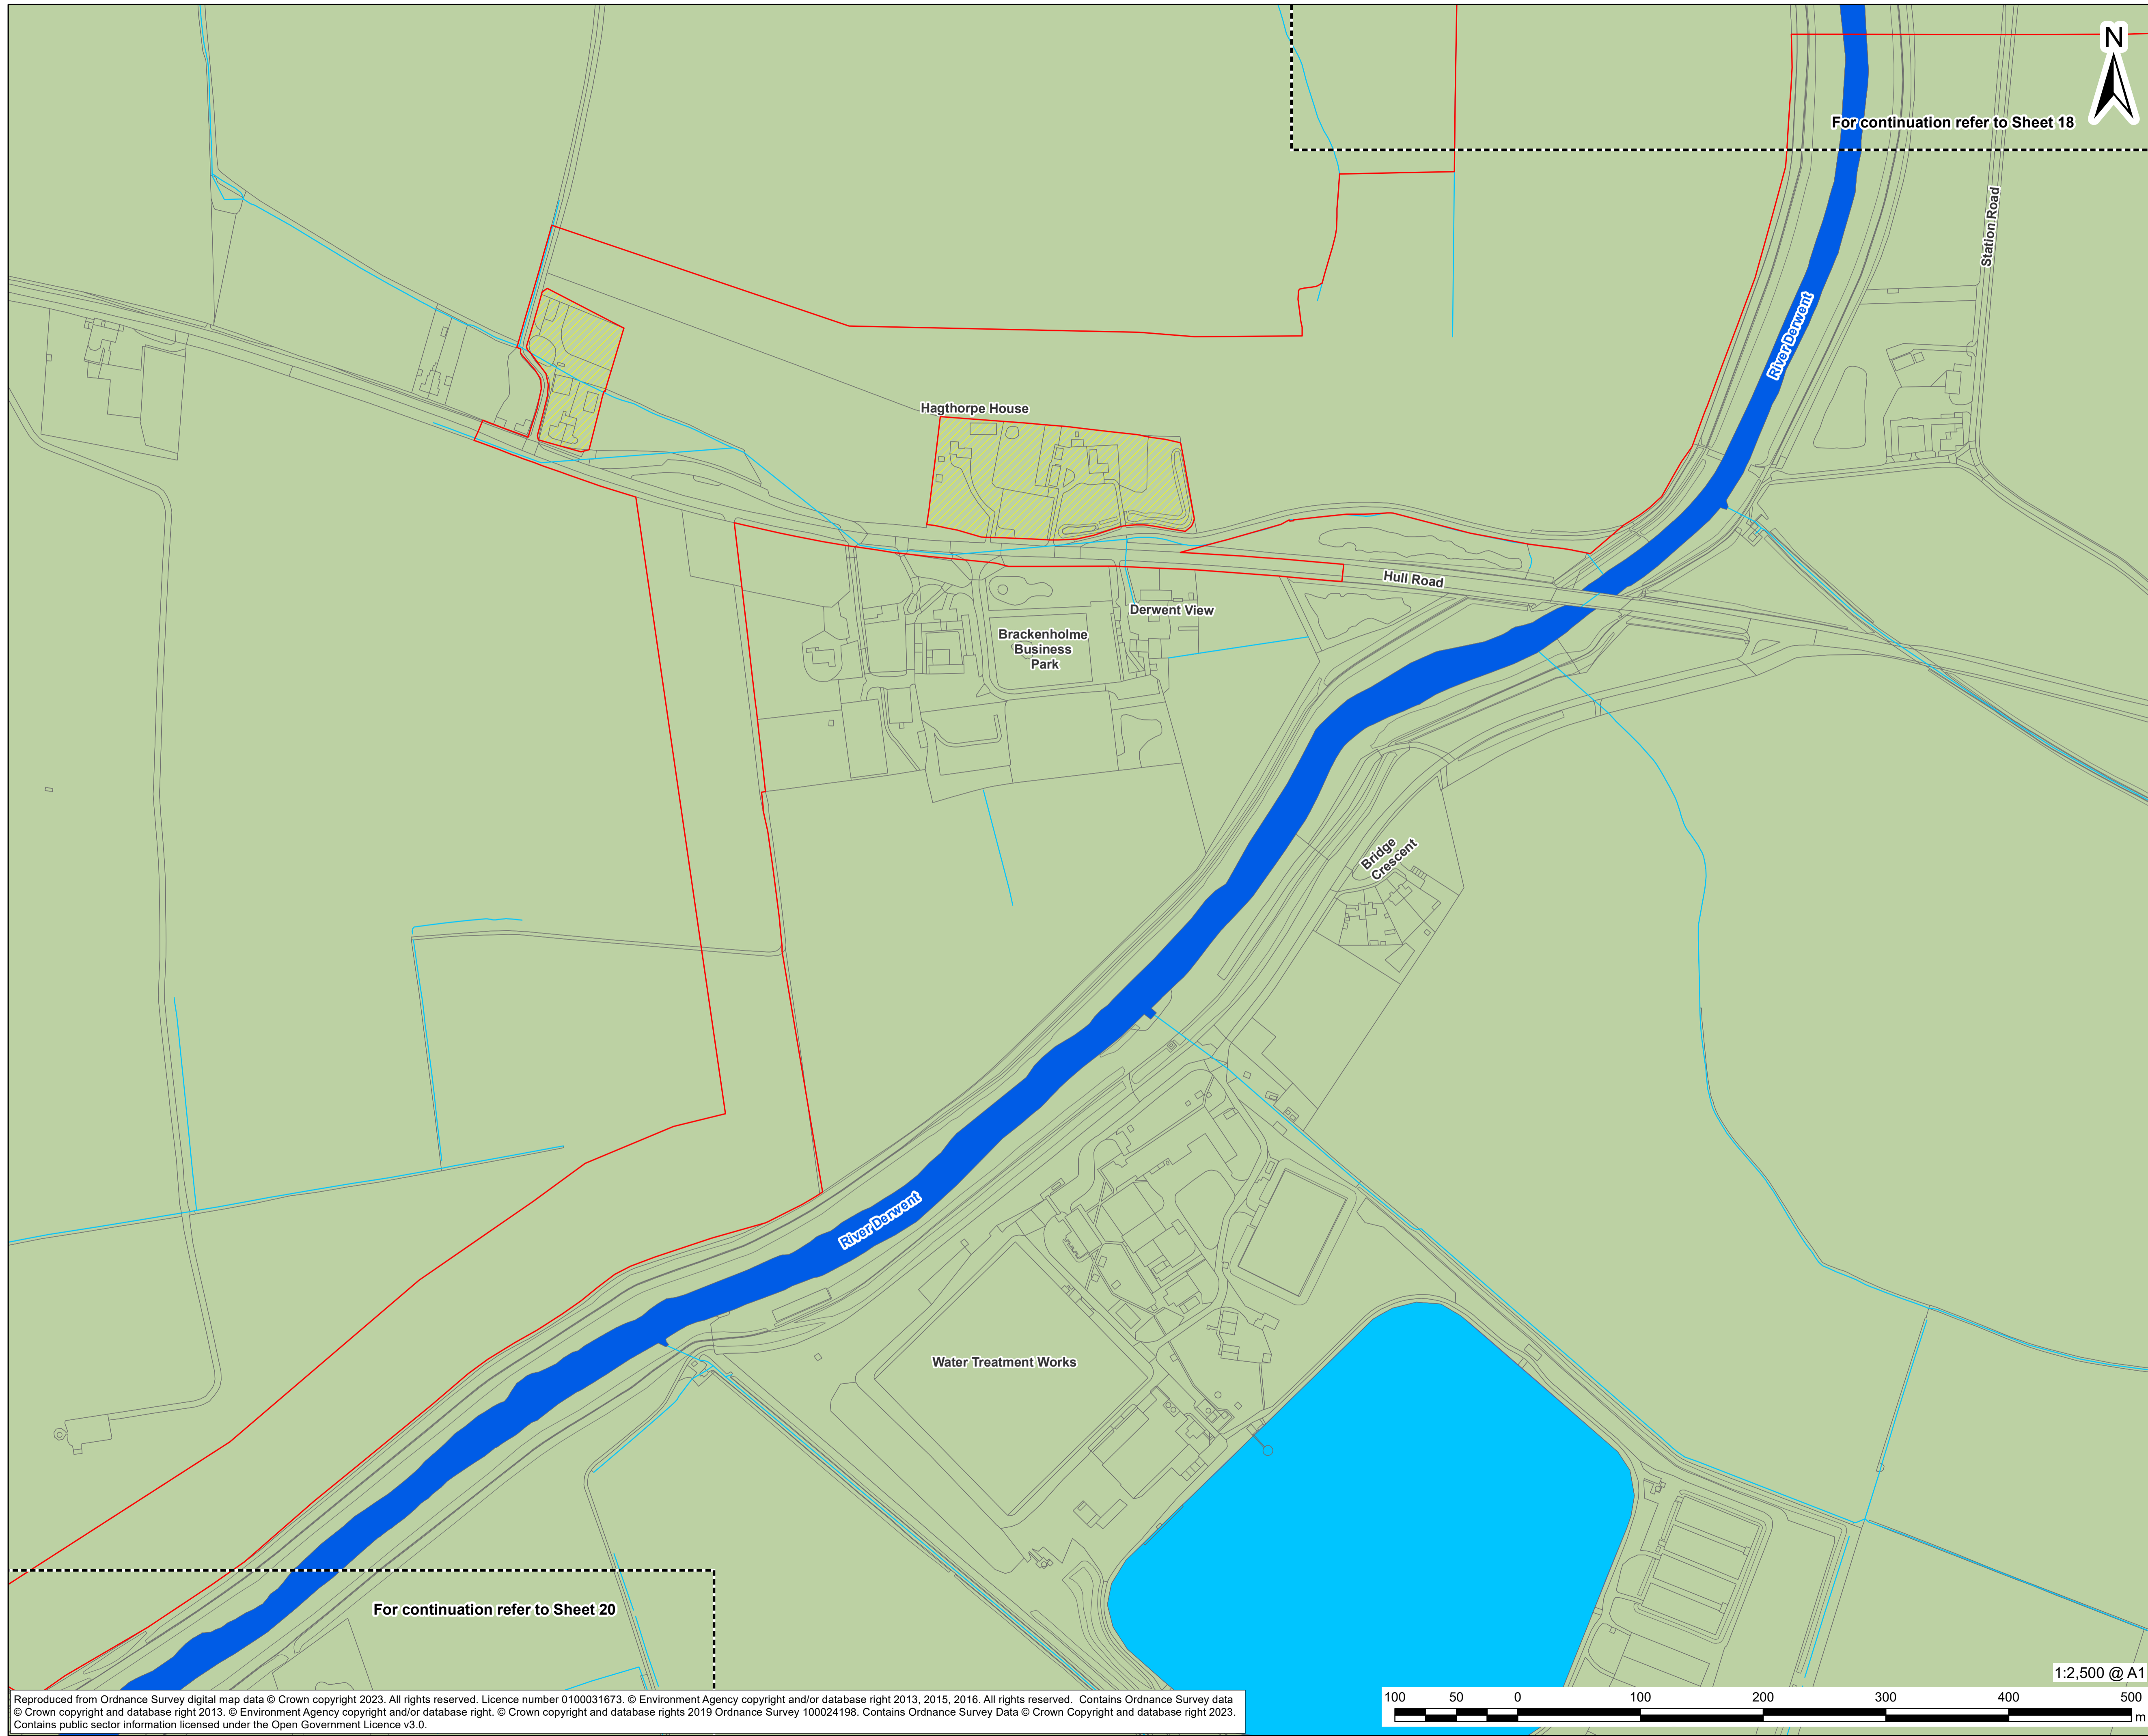 N
For continuation refer to Sheet 18
Station Road
River Derwent
Hagthorpe House
Hull Road
Derwent View
Brackenholme
Business
Park
Bridge
Crescent
River Derwent
Water Treatment Works
For continuation refer to Sheet 20
1:2,500 @ A1
100 50 0 100 200 300 400 500
m
Reproduced from Ordnance Survey digital map data © Crown copyright 2023. All rights reserved. Licence number 0100031673. © Environment Agency copyright and/or database right 2013, 2015, 2016. All rights reserved. Contains Ordnance Survey data
© Crown copyright and database right 2013. © Environment Agency copyright and/or database right. © Crown copyright and database rights 2019 Ordnance Survey 100024198. Contains Ordnance Survey Data © Crown Copyright and database right 2023.
Contains public sector information licensed under the Open Government Licence v3.0.